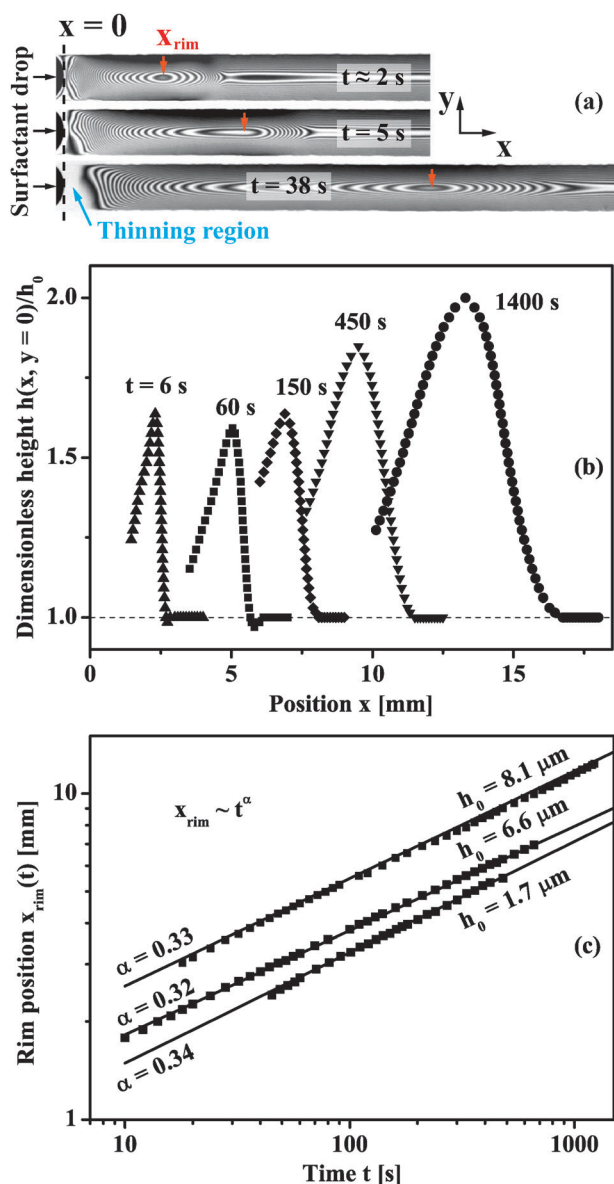 x = 0
x_rim
Surfactant drop
t ≈ 2 s
t = 5 s
t = 38 s
(a)
y
x
Thinning region
Dimensionless height h(x, y = 0)/h_0
2.0
1.5
1.0
t = 6 s
60 s
150 s
450 s
1400 s
(b)
0
5
10
15
Position x [mm]
Rim position x_rim(t) [mm]
10
1
x_rim ~ t^α
h_0 = 8.1 μm
h_0 = 6.6 μm
h_0 = 1.7 μm
α = 0.33
α = 0.32
α = 0.34
(c)
10
100
1000
Time t [s]